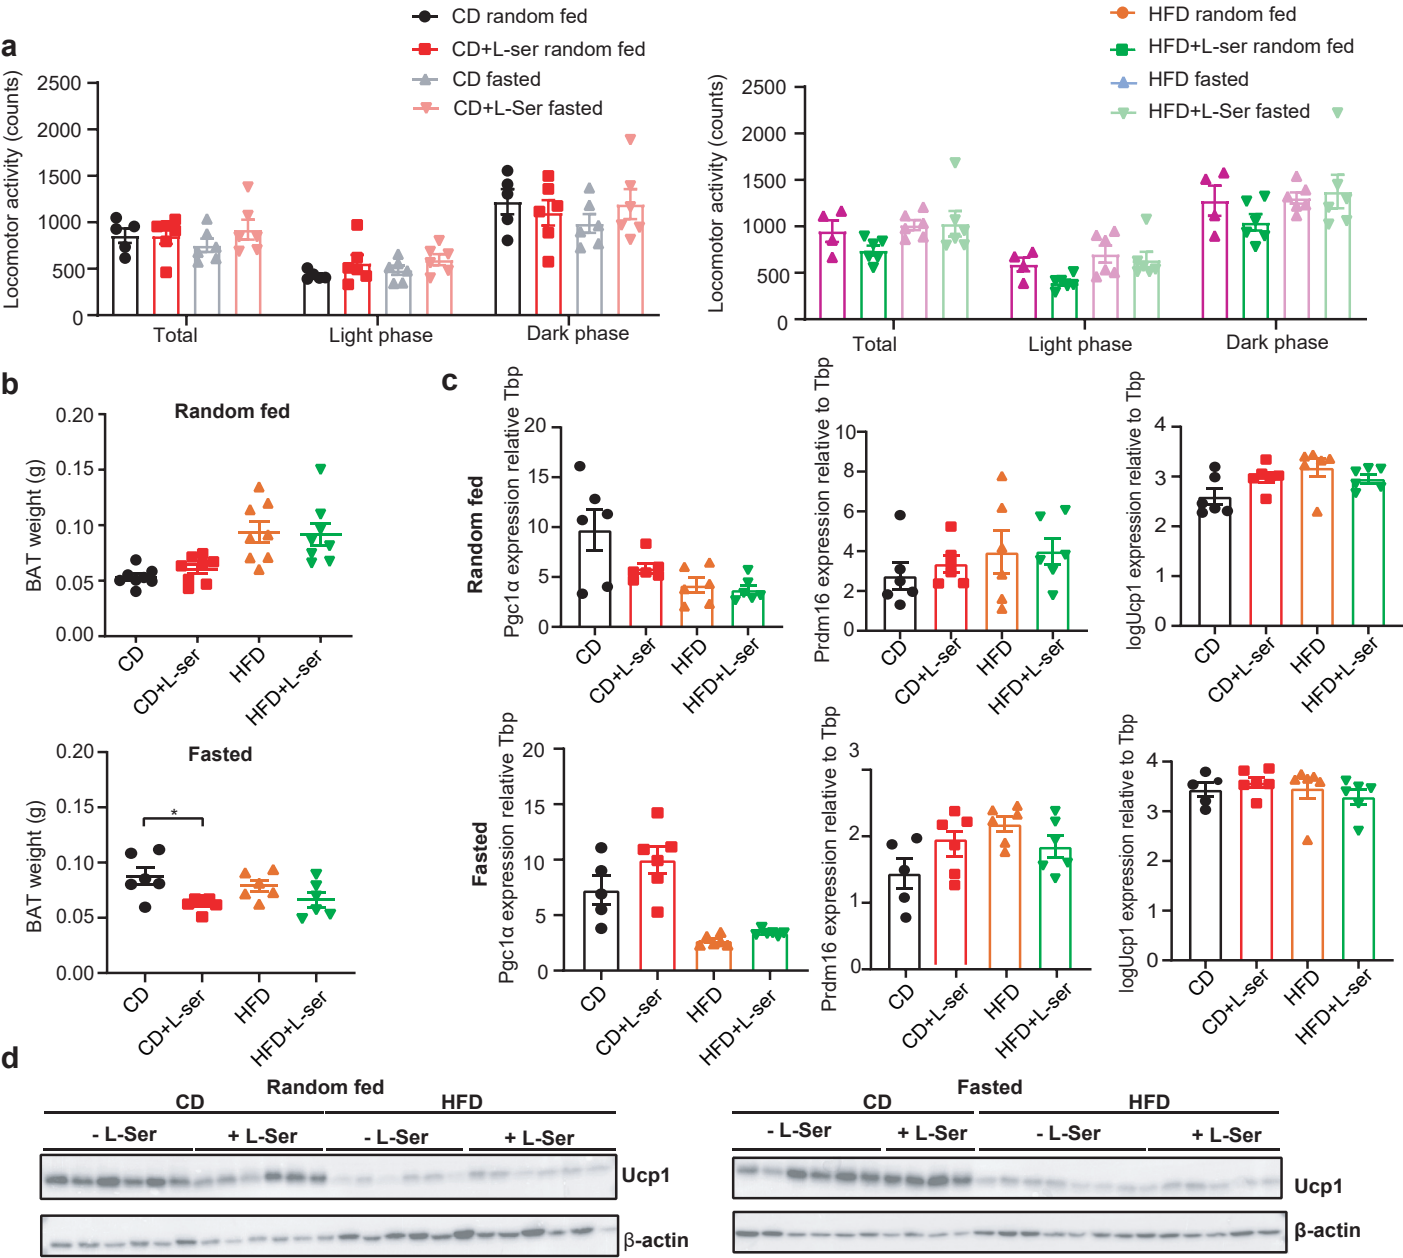 a
CD random fed
CD+L-ser random fed
CD fasted
CD+L-Ser fasted
Locomotor activity (counts)
2500
2000
1500
1000
500
0
Total
Light phase
Dark phase
HFD random fed
HFD+L-ser random fed
HFD fasted
HFD+L-Ser fasted
Locomotor activity (counts)
2500
2000
1500
1000
500
0
Total
Light phase
Dark phase
b
Random fed
BAT weight (g)
0.20
0.15
0.10
0.05
0.00
CD
CD+L-ser
HFD
HFD+L-ser
Fasted
BAT weight (g)
0.20
0.15
0.10
0.05
0.00
*
CD
CD+L-ser
HFD
HFD+L-ser
c
Random fed
Pgc1α expression relative Tbp
20
15
10
5
0
CD
CD+L-ser
HFD
HFD+L-ser
Prdm16 expression relative to Tbp
10
8
6
4
2
0
CD
CD+L-ser
HFD
HFD+L-ser
logUcp1 expression relative to Tbp
4
3
2
1
0
CD
CD+L-ser
HFD
HFD+L-ser
Fasted
Pgc1α expression relative Tbp
20
15
10
5
0
CD
CD+L-ser
HFD
HFD+L-ser
Prdm16 expression relative to Tbp
3
2
1
0
CD
CD+L-ser
HFD
HFD+L-ser
logUcp1 expression relative to Tbp
4
3
2
1
0
CD
CD+L-ser
HFD
HFD+L-ser
d
Random fed
CD HFD
- L-Ser + L-Ser - L-Ser + L-Ser
Ucp1
β-actin
Fasted
CD HFD
- L-Ser + L-Ser - L-Ser + L-Ser
Ucp1
β-actin